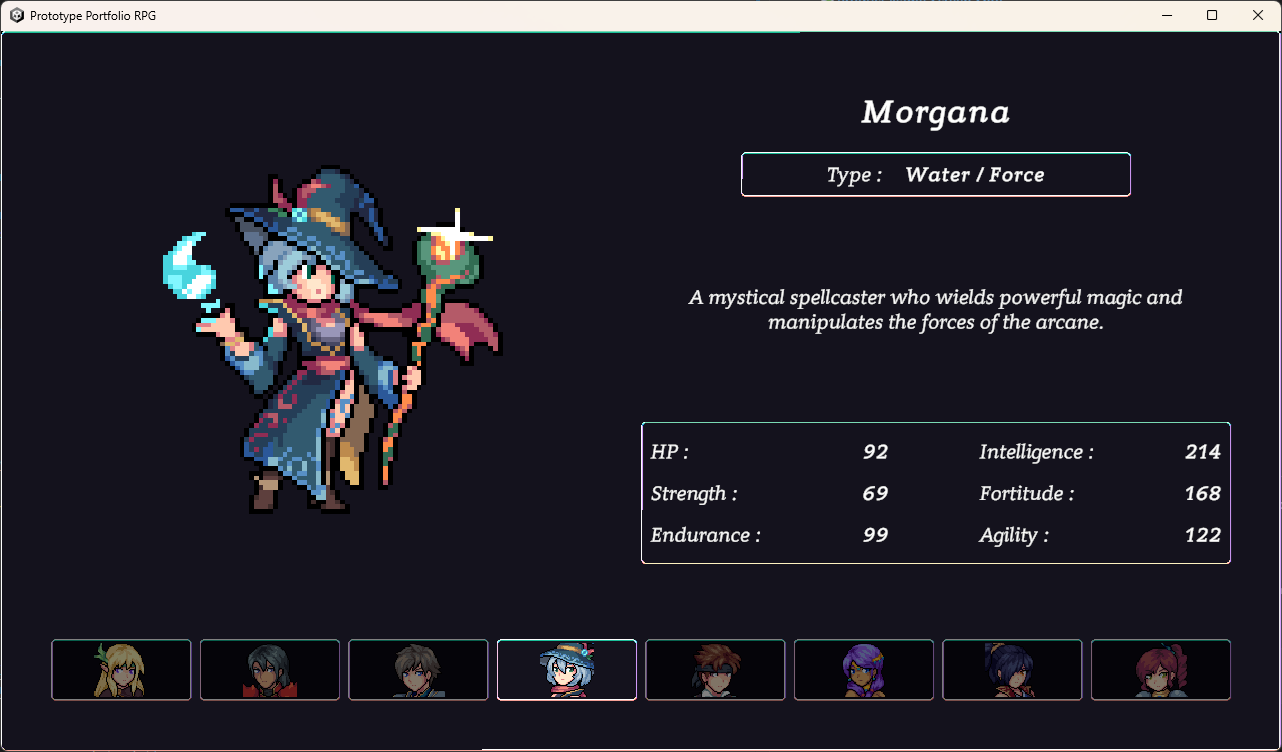 Prototype Portfolio RPG
Morgana
Type : Water / Force
A mystical spellcaster who wields powerful magic and
manipulates the forces of the arcane.
HP : 92 Intelligence : 214
Strength : 69 Fortitude : 168
Endurance : 99 Agility : 122